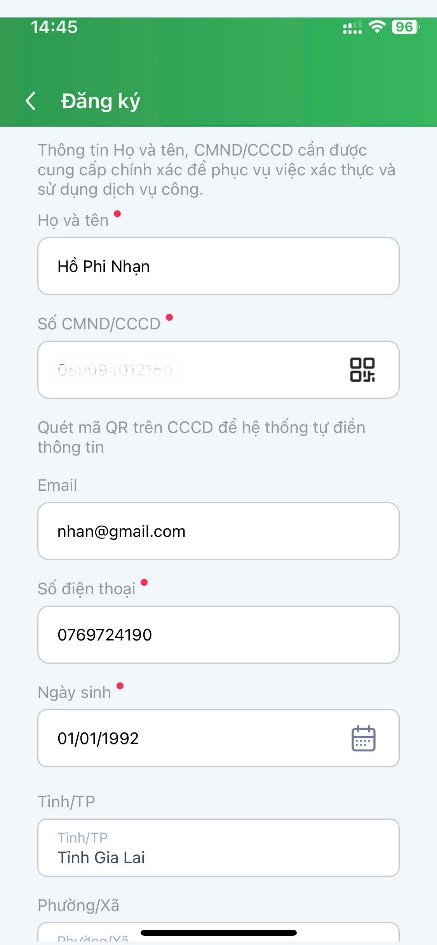 14:45
96
Đăng ký
Thông tin Họ và tên, CMND/CCCD cần được
cung cấp chính xác để phục vụ việc xác thực và
sử dụng dịch vụ công.
Họ và tên
Hồ Phi Nhạn
Số CMND/CCCD
Quét mã QR trên CCCD để hệ thống tự điền
thông tin
Email
nhan@gmail.com
Số điện thoại
0769724190
Ngày sinh
01/01/1992
Tỉnh/TP
Tỉnh/TP
Tỉnh Gia Lai
Phường/Xã
Phường/Xã